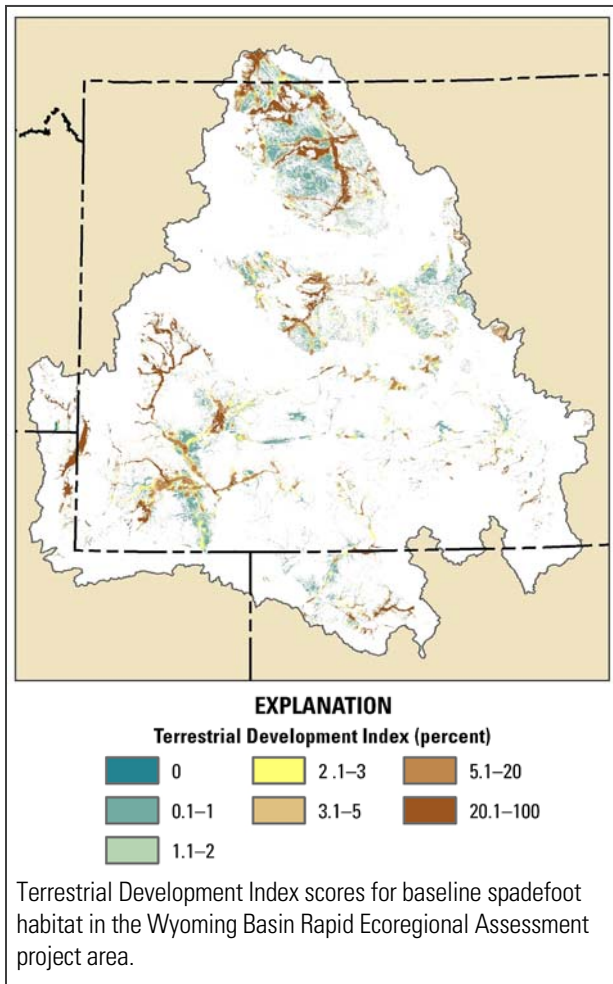 EXPLANATION
Terrestrial Development Index (percent)
0
2 .1–3
5.1–20
0.1–1
3.1–5
20.1–100
1.1–2
Terrestrial Development Index scores for baseline spadefoot
habitat in the Wyoming Basin Rapid Ecoregional Assessment
project area.